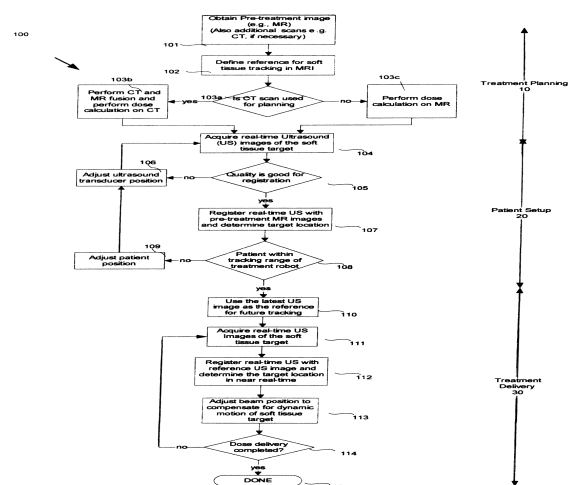 100
Obtain Pre-treatment image
(e.g., MR)
(Also additional scans e.g.
CT, if necessary)
101
Define reference for soft
tissue tracking in MRI
102
103b
Perform CT and
MR fusion and
perform dose
calculation on CT
yes
103a
Is CT scan used
for planning
no
103c
Perform dose
calculation on MR
Treatment Planning
10
Acquire real-time Ultrasound
(US) images of the soft
tissue target
104
106
Adjust ultrasound
transducer position
no
Quality is good for
registration
105
yes
Register real-time US with
pre-treatment MR images
and determine target location
107
Patient Setup
20
109
Adjust patient
position
no
Patient within
tracking range of
treatment robot
108
yes
Use the latest US
image as the reference
for future tracking
110
Acquire real-time US
images of the soft
tissue target
111
Register real-time US with
reference US image and
determine the target location
in near real-time
112
Treatment
Delivery
30
Adjust beam position to
compensate for dynamic
motion of soft tissue
target
113
no
Dose delivery
completed?
114
yes
DONE